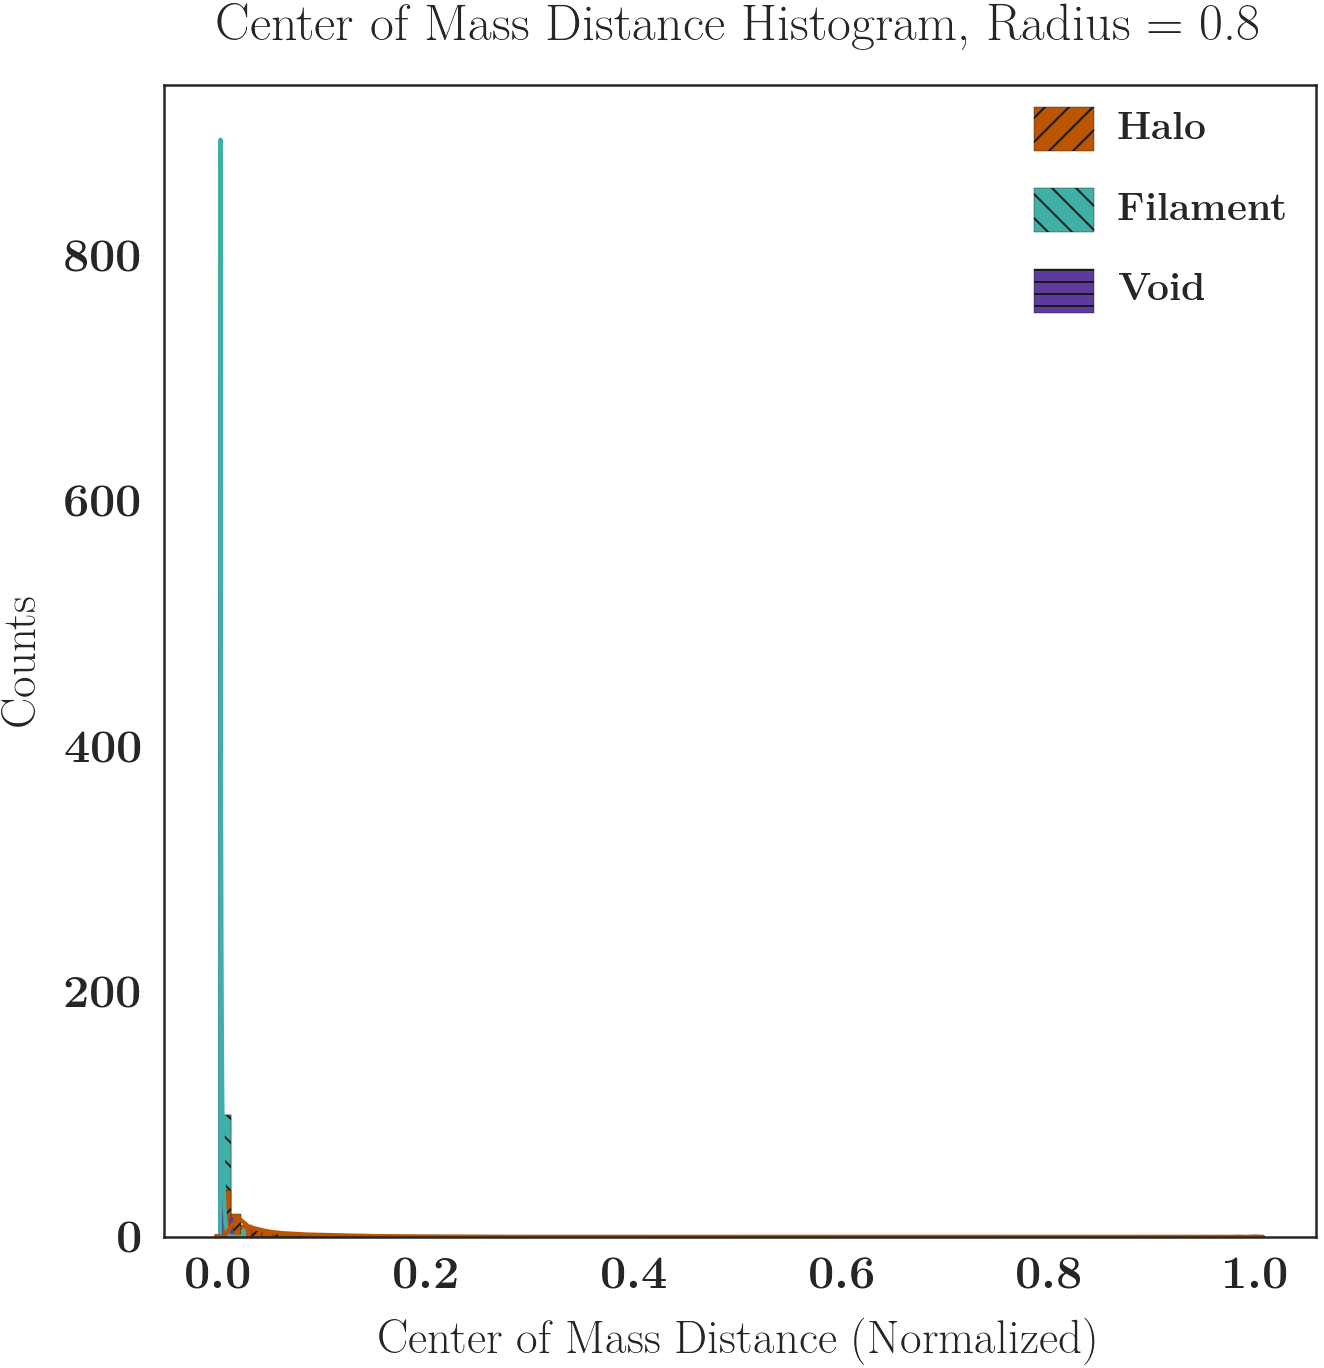 Center of Mass Distance Histogram, Radius = 0.8
Halo
Filament
Void
800
600
400
200
0
Counts
0.0 0.2 0.4 0.6 0.8 1.0
Center of Mass Distance (Normalized)